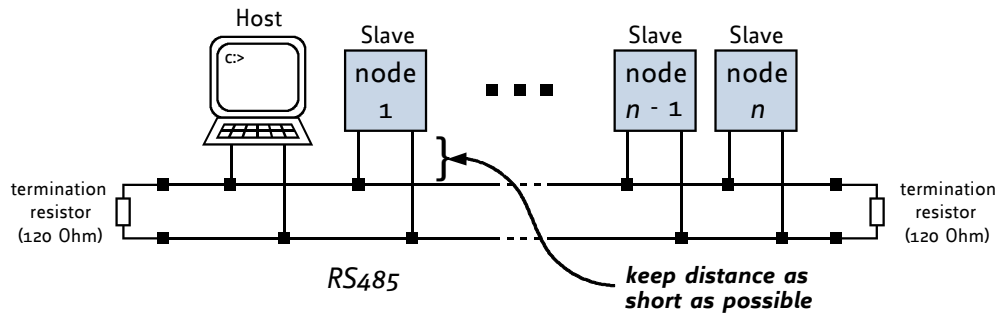 Host
c:>
Slave
node
1
Slave
node
n - 1
Slave
node
n
termination
resistor
(120 Ohm)
termination
resistor
(120 Ohm)
RS485
keep distance as
short as possible